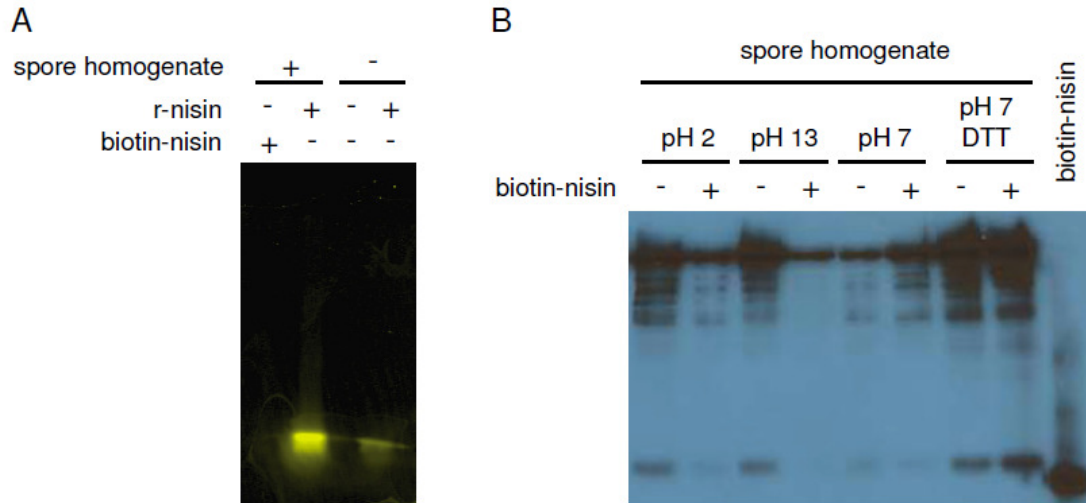 A
spore homogenate + -
r-nisin - + - +
biotin-nisin + - - -
B
spore homogenate
biotin-nisin
pH 2 pH 13 pH 7 pH 7 DTT
biotin-nisin - + - + - + - +